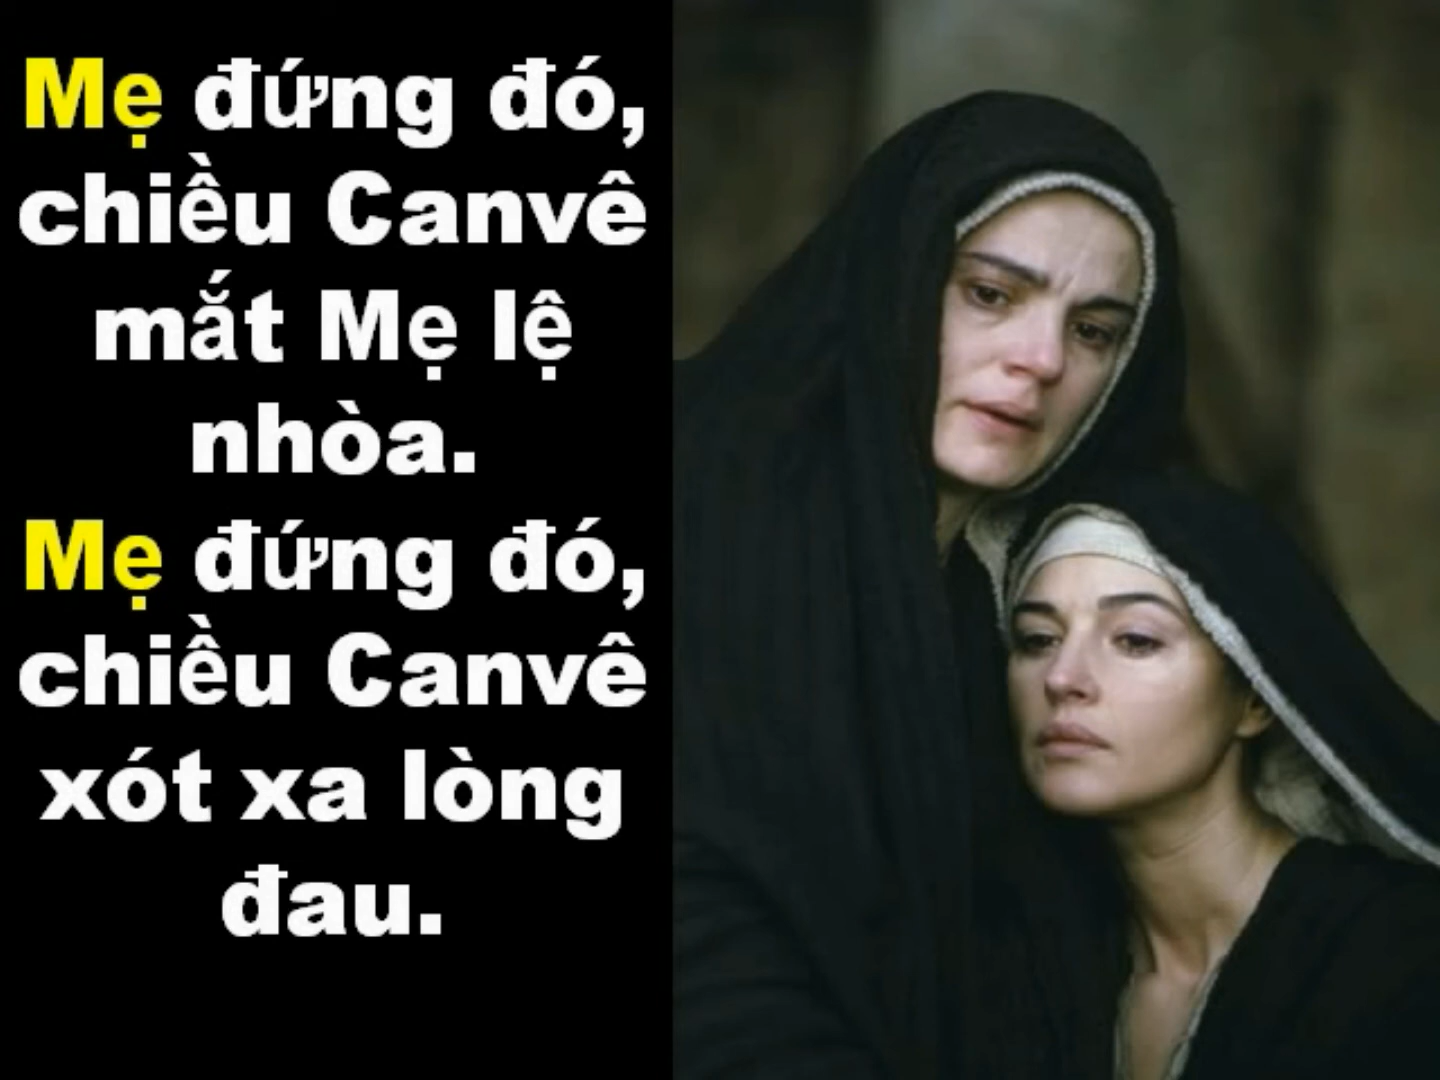 Mẹ đứng đó,
chiều Canvê
mắt Mẹ lệ
nhòa.
Mẹ đứng đó,
chiều Canvê
xót xa lòng
đau.